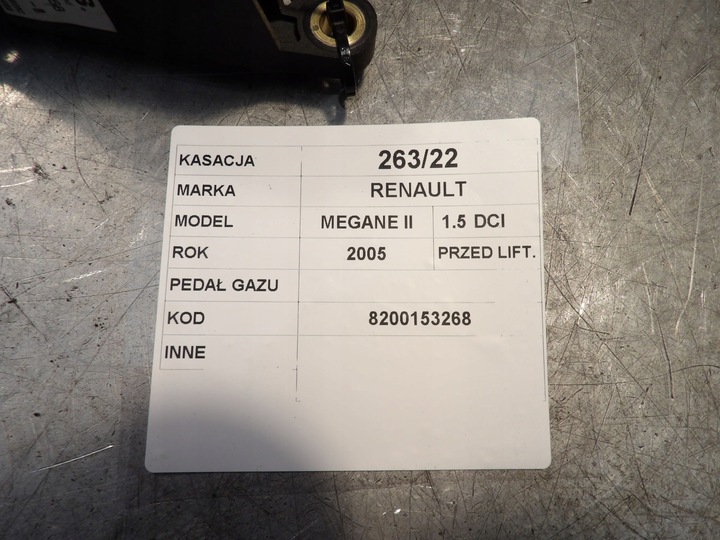 KASACJA 263/22
MARKA RENAULT
MODEL MEGANE II 1.5 DCI
ROK 2005 PRZED LIFT.
PEDAŁ GAZU
KOD 8200153268
INNE